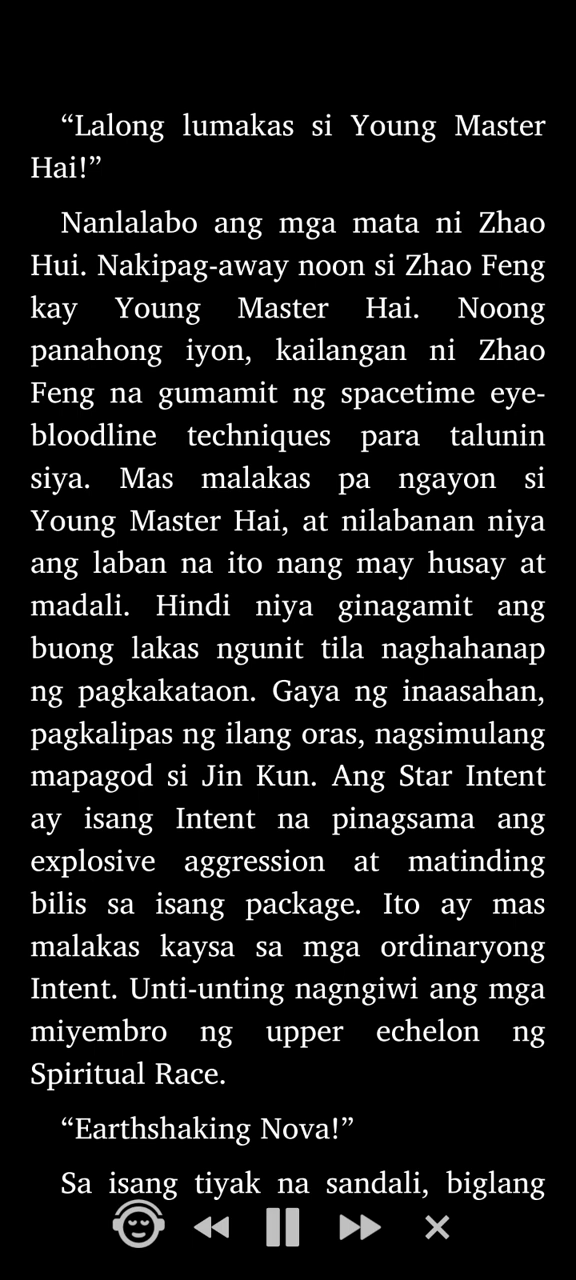 “Lalong lumakas si Young Master
Hai!”
Nanlalabo ang mga mata ni Zhao
Hui. Nakipag-away noon si Zhao Feng
kay Young Master Hai. Noong
panahong iyon, kailangan ni Zhao
Feng na gumamit ng spacetime eye-
bloodline techniques para talunin
siya. Mas malakas pa ngayon si
Young Master Hai, at nilabanan niya
ang laban na ito nang may husay at
madali. Hindi niya ginagamit ang
buong lakas ngunit tila naghahanap
ng pagkakataon. Gaya ng inaasahan,
pagkalipas ng ilang oras, nagsimulang
mapagod si Jin Kun. Ang Star Intent
ay isang Intent na pinagsama ang
explosive aggression at matinding
bilis sa isang package. Ito ay mas
malakas kaysa sa mga ordinaryong
Intent. Unti-unting nagngiwi ang mga
miyembro ng upper echelon ng
Spiritual Race.
“Earthshaking Nova!”
Sa isang tiyak na sandali, biglang